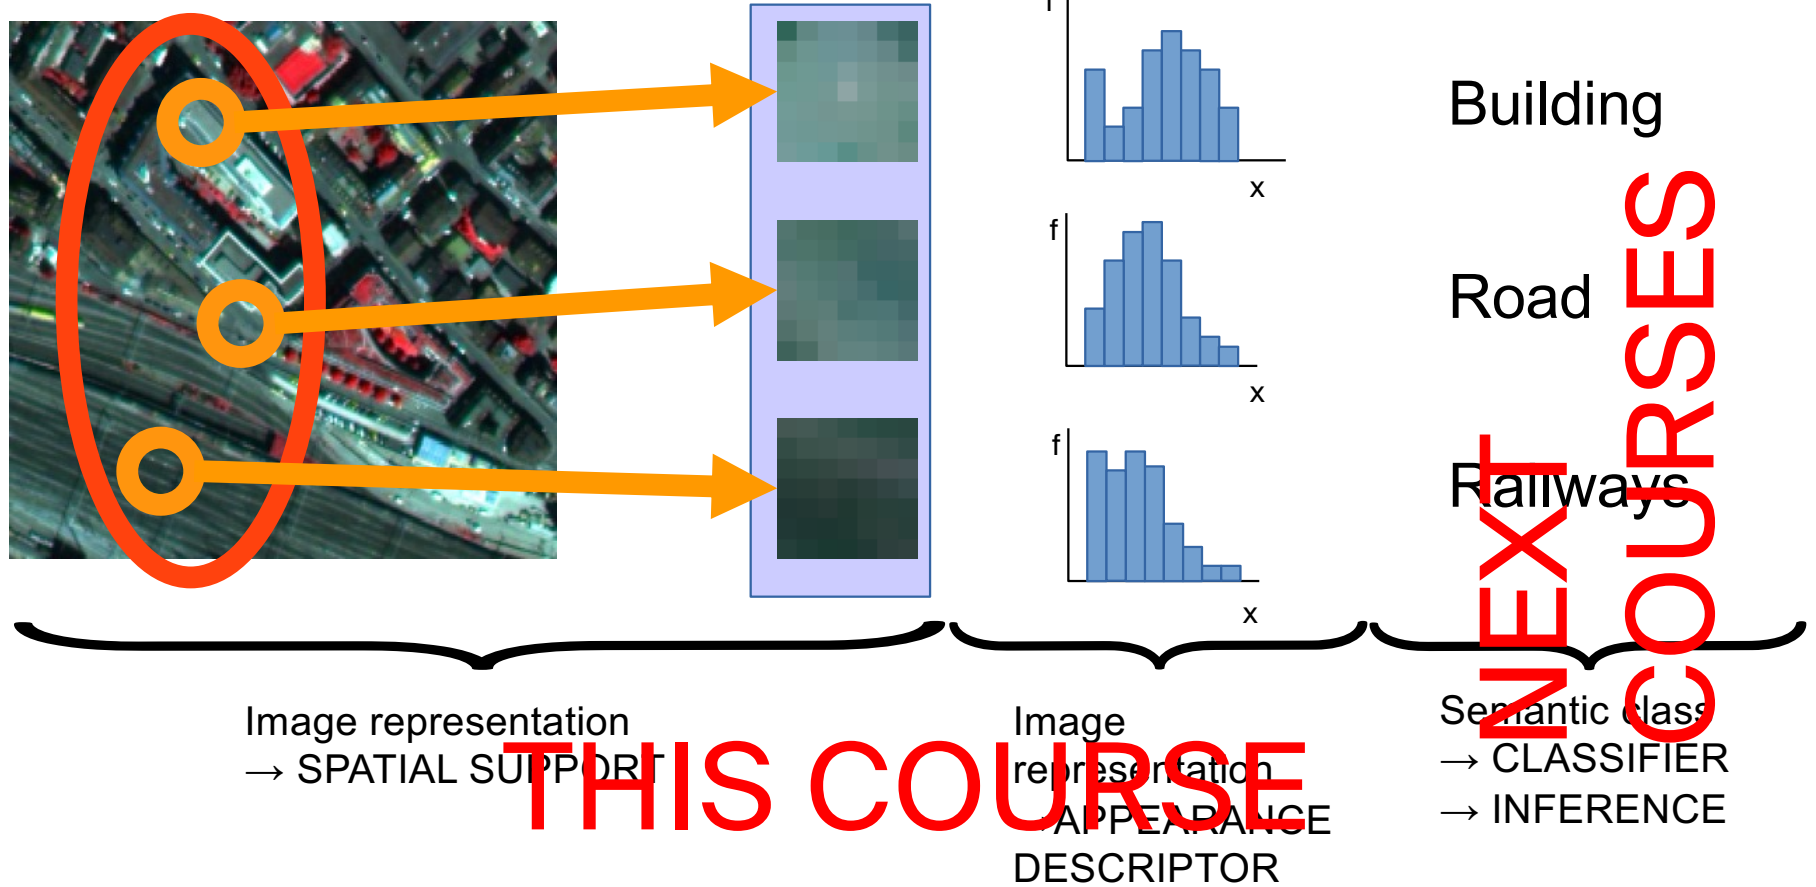 f
x
Building
f
x
Road
f
x
Railways
Image representation
→ SPATIAL SUPPORT
Image
representation
→APPEARANCE
DESCRIPTOR
Semantic class
→ CLASSIFIER
→ INFERENCE
THIS COURSE
NEXT
COURSES